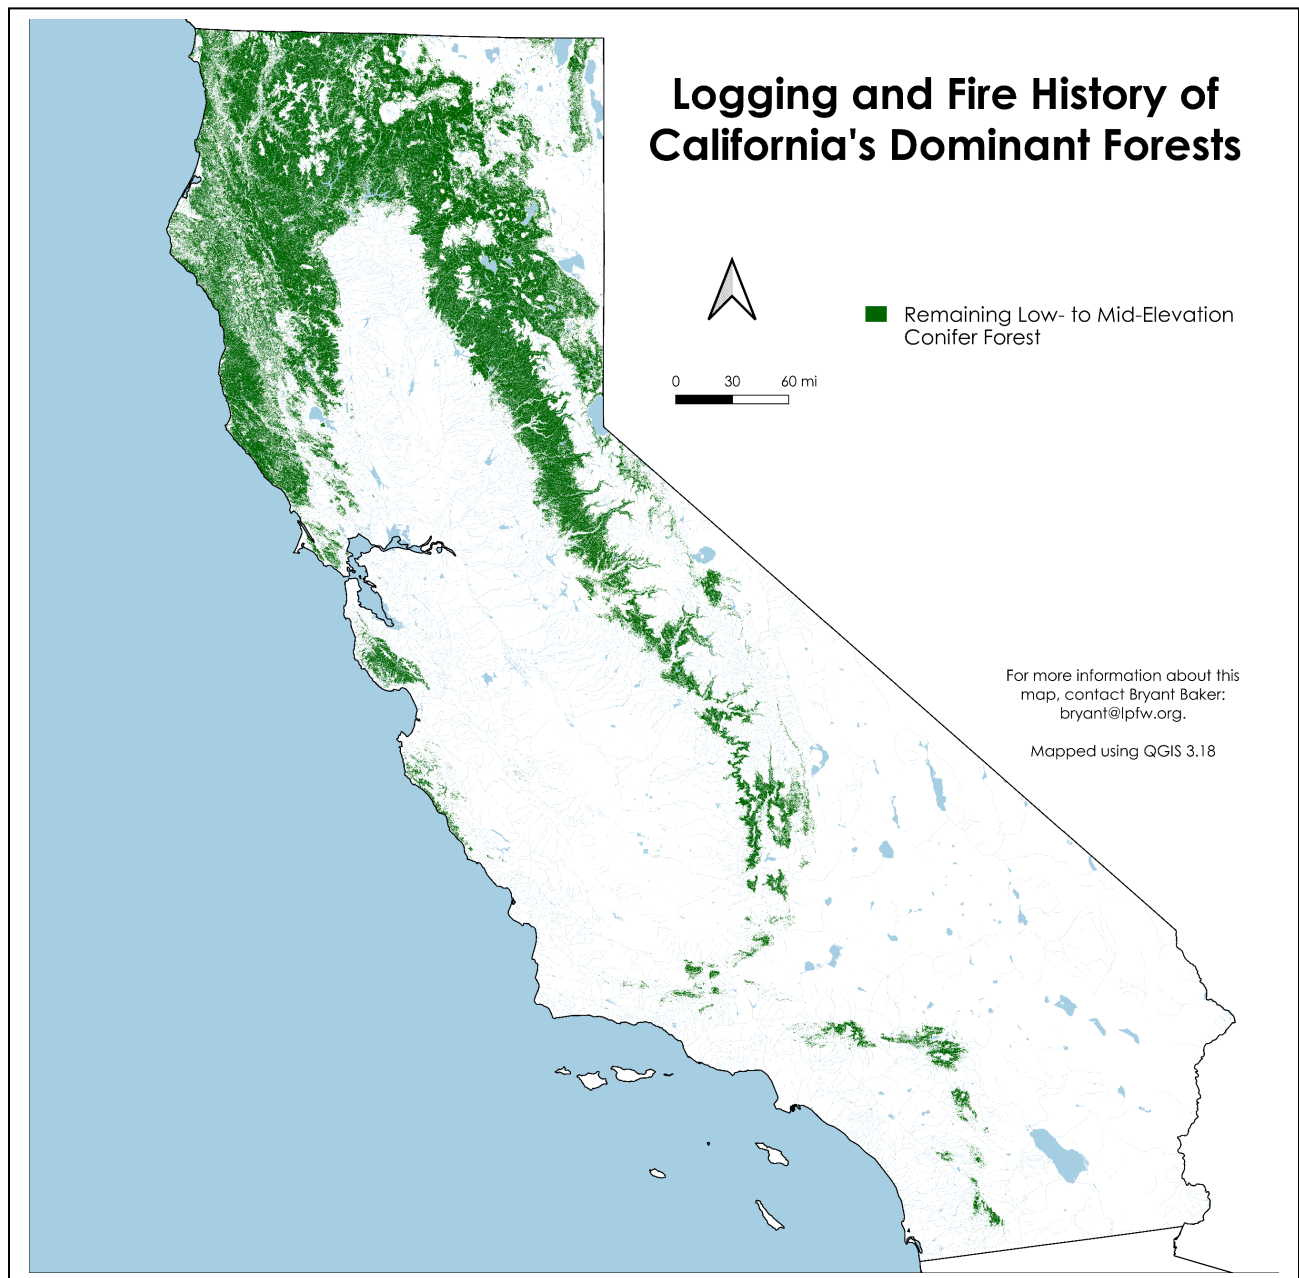 Logging and Fire History of
California's Dominant Forests
Remaining Low- to Mid-Elevation
Conifer Forest
0 30 60 mi
For more information about this
map, contact Bryant Baker:
bryant@lpfw.org.
Mapped using QGIS 3.18